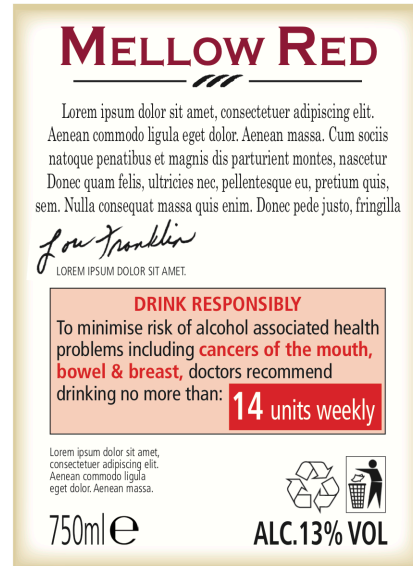 MELLOW RED
Lorem ipsum dolor sit amet, consectetuer adipiscing elit.
Aenean commodo ligula eget dolor. Aenean massa. Cum sociis
natoque penatibus et magnis dis parturient montes, nascetur
Donec quam felis, ultricies nec, pellentesque eu, pretium quis,
sem. Nulla consequat massa quis enim. Donec pede justo, fringilla
Lou Franklin
LOREM IPSUM DOLOR SIT AMET.
DRINK RESPONSIBLY
To minimise risk of alcohol associated health
problems including cancers of the mouth,
bowel & breast, doctors recommend
drinking no more than:
14 units weekly
Lorem ipsum dolor sit amet,
consectetuer adipiscing elit.
Aenean commodo ligula
eget dolor. Aenean massa.
750ml ℮
ALC.13% VOL